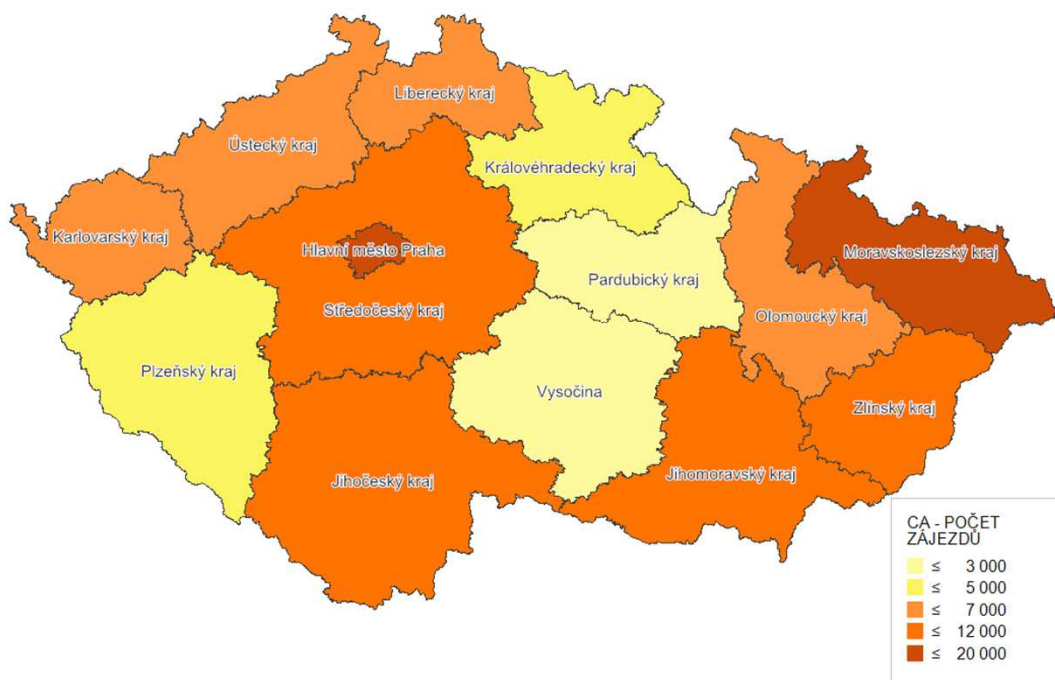 Liberecký kraj
Ústecký kraj
Královéhradecký kraj
Karlovarský kraj
Hlavní město Praha
Moravskoslezský kraj
Pardubický kraj
Středočeský kraj
Olomoucký kraj
Plzeňský kraj
Vysočina
Zlínský kraj
Jihočeský kraj
Jihomoravský kraj
CA - POČET
ZÁJEZDŮ
≤ 3 000
≤ 5 000
≤ 7 000
≤ 12 000
≤ 20 000